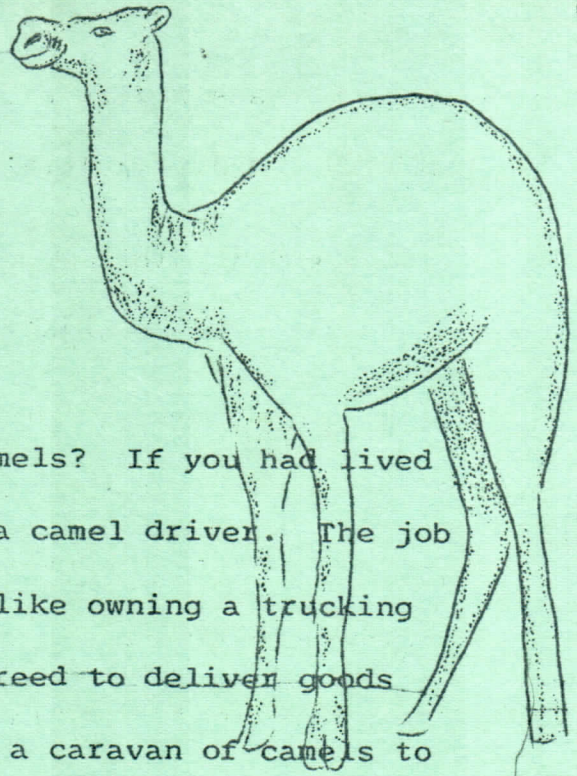 mels? If you had lived
a camel driver. The job
like owning a trucking
reed to deliver goods
a caravan of camels to